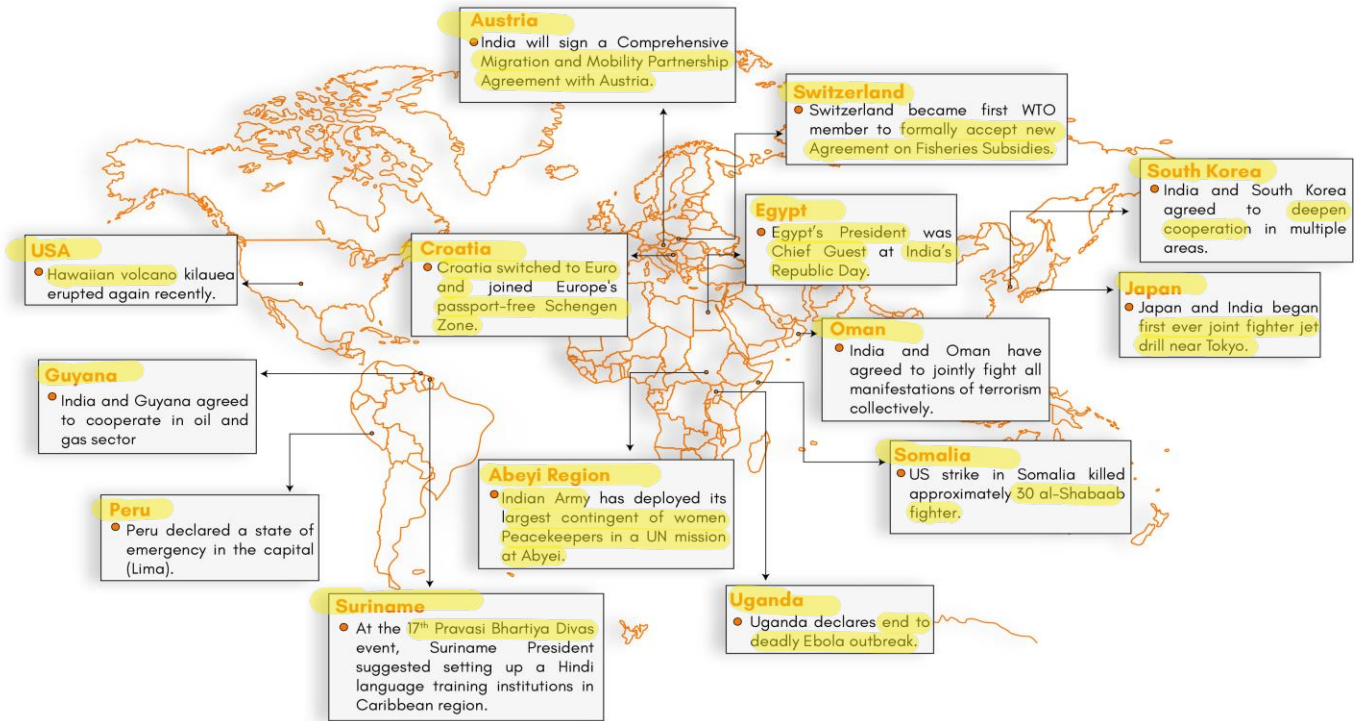 Austria
India will sign a Comprehensive
Migration and Mobility Partnership
Agreement with Austria.
Switzerland
Switzerland became first WTO
member to formally accept new
Agreement on Fisheries Subsidies.
South Korea
India and South Korea
agreed to deepen
cooperation in multiple
areas.
USA
Hawaiian volcano kilauea
erupted again recently.
Croatia
Croatia switched to Euro
and joined Europe's
passport-free Schengen
Zone.
Egypt
Egypt's President was
Chief Guest at India's
Republic Day.
Japan
Japan and India began
first ever joint fighter jet
drill near Tokyo.
Oman
India and Oman have
agreed to jointly fight all
manifestations of terrorism
collectively.
Guyana
India and Guyana agreed
to cooperate in oil and
gas sector
Somalia
US strike in Somalia killed
approximately 30 al-Shabaab
fighter.
Abeyi Region
Indian Army has deployed its
largest contingent of women
Peacekeepers in a UN mission
at Abyei.
Peru
Peru declared a state of
emergency in the capital
(Lima).
Uganda
Uganda declares end to
deadly Ebola outbreak.
Suriname
At the 17th Pravasi Bhartiya Divas
event, Suriname President
suggested setting up a Hindi
language training institutions in
Caribbean region.